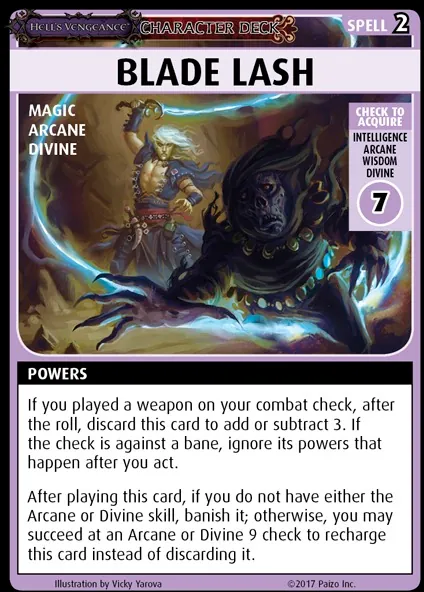 HELL'S VENGEANCE CHARACTER DECK SPELL 2
BLADE LASH
MAGIC
ARCANE
DIVINE
CHECK TO
ACQUIRE
INTELLIGENCE
ARCANE
WISDOM
DIVINE
7
POWERS
If you played a weapon on your combat check, after
the roll, discard this card to add or subtract 3. If
the check is against a bane, ignore its powers that
happen after you act.
After playing this card, if you do not have either the
Arcane or Divine skill, banish it; otherwise, you may
succeed at an Arcane or Divine 9 check to recharge
this card instead of discarding it.
Illustration by Vicky Yarova ©2017 Paizo Inc.